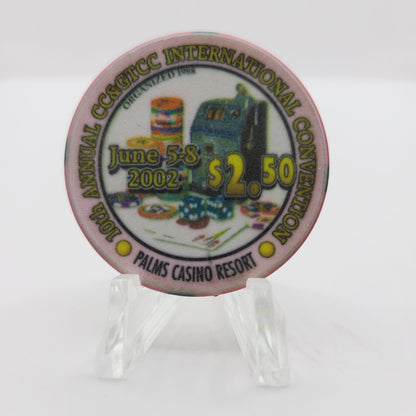 10th ANNUAL CC&GTCC INTERNATIONAL CONVENTION
ORGANIZED 1988
June 5-8
2002
$2.50
PALMS CASINO RESORT